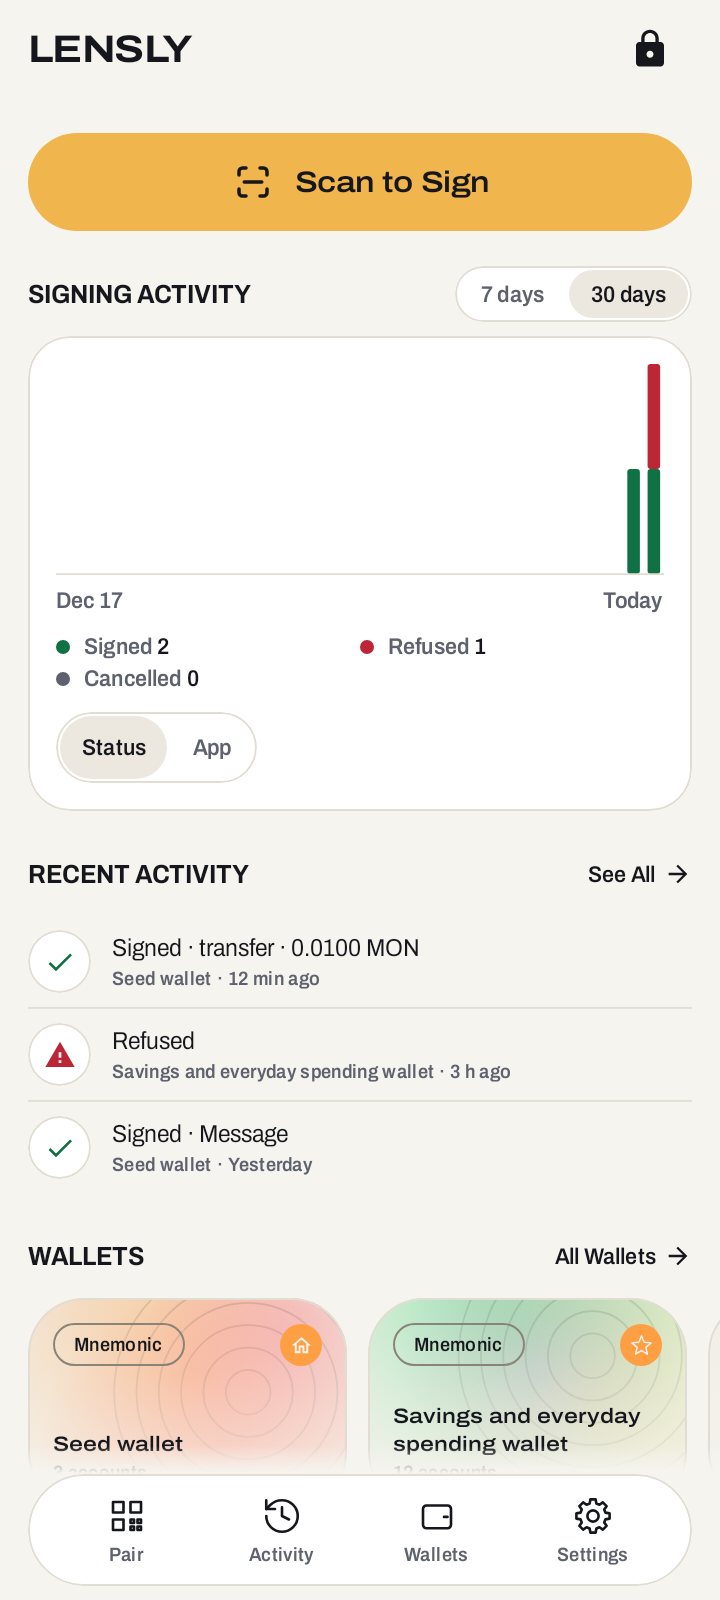 LENSLY
Scan to Sign
SIGNING ACTIVITY
7 days
30 days
Dec 17
Today
Signed 2
Refused 1
Cancelled 0
Status
App
RECENT ACTIVITY
See All
Signed · transfer · 0.0100 MON
Seed wallet · 12 min ago
Refused
Savings and everyday spending wallet · 3 h ago
Signed · Message
Seed wallet · Yesterday
WALLETS
All Wallets
Mnemonic
Seed wallet
Mnemonic
Savings and everyday
spending wallet
Pair
Activity
Wallets
Settings